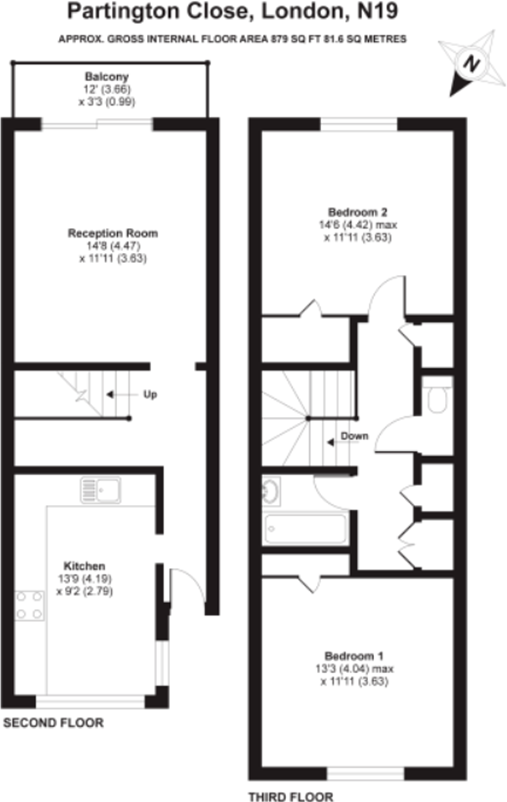 Partington Close, London, N19
APPROX. GROSS INTERNAL FLOOR AREA 879 SQ FT 81.6 SQ METRES
N
Balcony
12' (3.66)
x 3'3 (0.99)
Reception Room
14'8 (4.47)
x 11'11 (3.63)
Up
Kitchen
13'9 (4.19)
x 9'2 (2.79)
SECOND FLOOR
Bedroom 2
14'6 (4.42) max
x 11'11 (3.63)
Down
Bedroom 1
13'3 (4.04) max
x 11'11 (3.63)
THIRD FLOOR